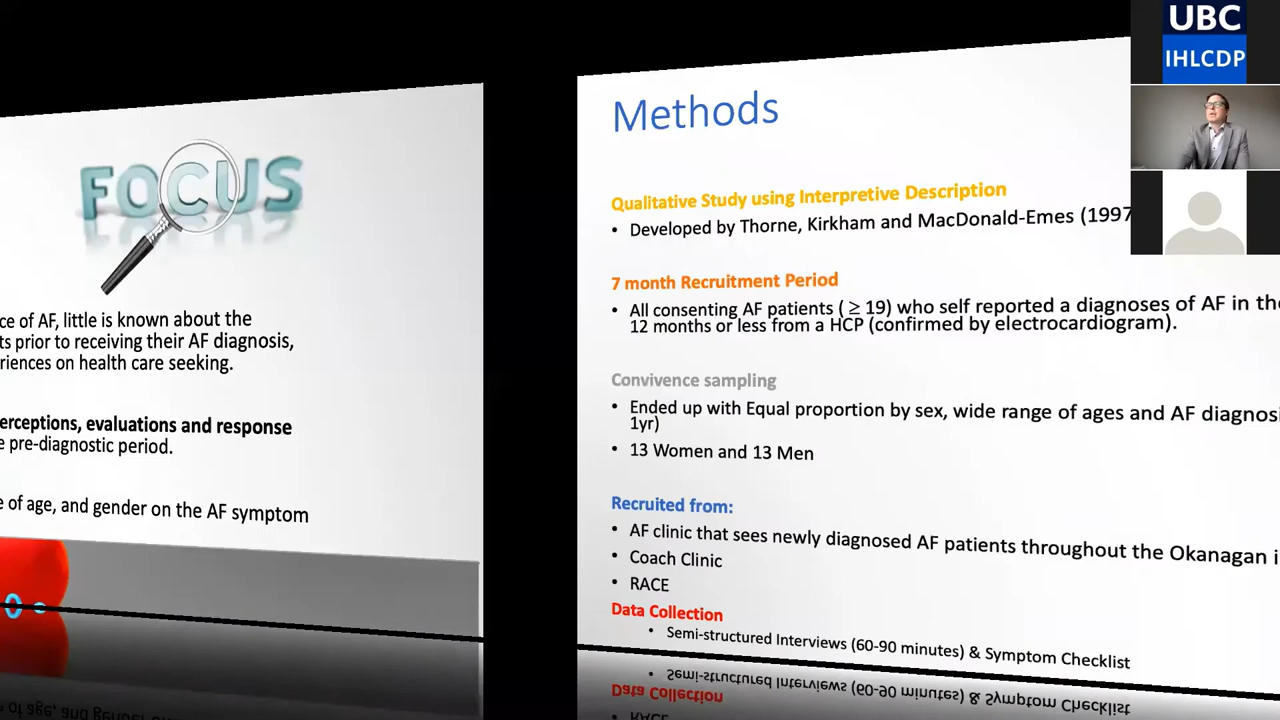 FOCUS
ce of AF, little is known about the
ts prior to receiving their AF diagnosis,
riences on health care seeking.
erceptions, evaluations and response
e pre-diagnostic period.
e of age, and gender on the AF symptom
Methods
Qualitative Study using Interpretive Description
• Developed by Thorne, Kirkham and MacDonald-Emes (1997
7 month Recruitment Period
• All consenting AF patients ( ≥ 19) who self reported a diagnoses of AF in the
12 months or less from a HCP (confirmed by electrocardiogram).
Convivence sampling
• Ended up with Equal proportion by sex, wide range of ages and AF diagnosi
1yr)
• 13 Women and 13 Men
Recruited from:
• AF clinic that sees newly diagnosed AF patients throughout the Okanagan i
• Coach Clinic
• RACE
Data Collection
• Semi-structured Interviews (60-90 minutes) & Symptom Checklist
UBC
IHLCDP